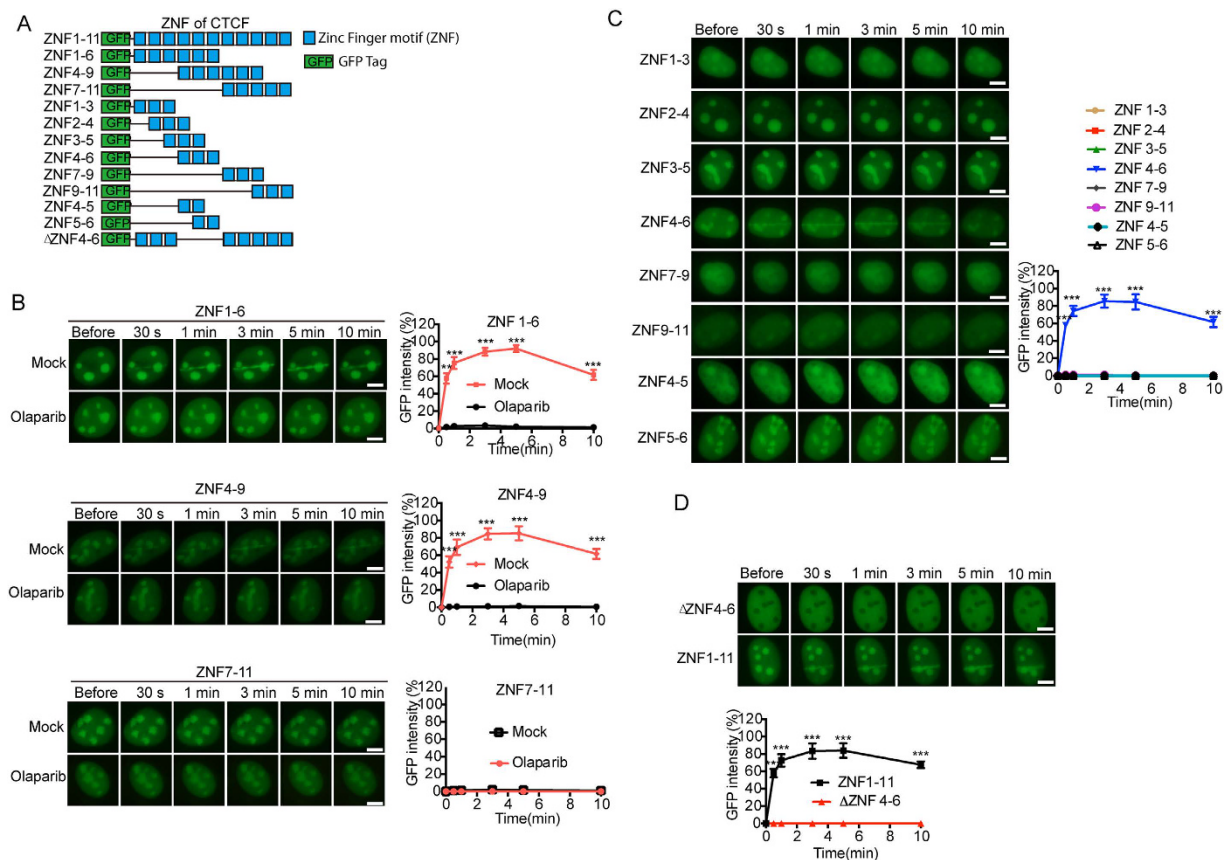 A
ZNF of CTCF
ZNF1-11 GFP
ZNF1-6 GFP
ZNF4-9 GFP
ZNF7-11 GFP
ZNF1-3 GFP
ZNF2-4 GFP
ZNF3-5 GFP
ZNF4-6 GFP
ZNF7-9 GFP
ZNF9-11 GFP
ZNF4-5 GFP
ZNF5-6 GFP
ΔZNF4-6 GFP
Zinc Finger motif (ZNF)
GFP GFP Tag
B
ZNF1-6
Before 30 s 1 min 3 min 5 min 10 min
Mock
Olaparib
ZNF 1-6
GFP intensity (%)
120
100
80
60
40
20
0
** *** *** *** ***
Mock
Olaparib
0 2 4 6 8 10
Time(min)
ZNF4-9
Before 30 s 1 min 3 min 5 min 10 min
Mock
Olaparib
ZNF4-9
GFP intensity (%)
120
100
80
60
40
20
0
*** *** *** *** ***
Mock
Olaparib
0 2 4 6 8 10
Time(min)
ZNF7-11
Before 30 s 1 min 3 min 5 min 10 min
Mock
Olaparib
ZNF7-11
GFP intensity (%
120
100
80
60
40
20
0
Mock
Olaparib
0 2 4 6 8 10
Time(min)
C
Before 30 s 1 min 3 min 5 min 10 min
ZNF1-3
ZNF2-4
ZNF3-5
ZNF4-6
ZNF7-9
ZNF9-11
ZNF4-5
ZNF5-6
ZNF 1-3
ZNF 2-4
ZNF 3-5
ZNF 4-6
ZNF 7-9
ZNF 9-11
ZNF 4-5
ZNF 5-6
GFP intensity (%)
120
100
80
60
40
20
0
*** *** *** ***
0 2 4 6 8 10
Time(min)
D
Before 30 s 1 min 3 min 5 min 10 min
ΔZNF4-6
ZNF1-11
GFP intensity (%)
120
100
80
60
40
20
0
** *** *** *** ***
ZNF1-11
ΔZNF 4-6
0 2 4 6 8 10
Time(min)